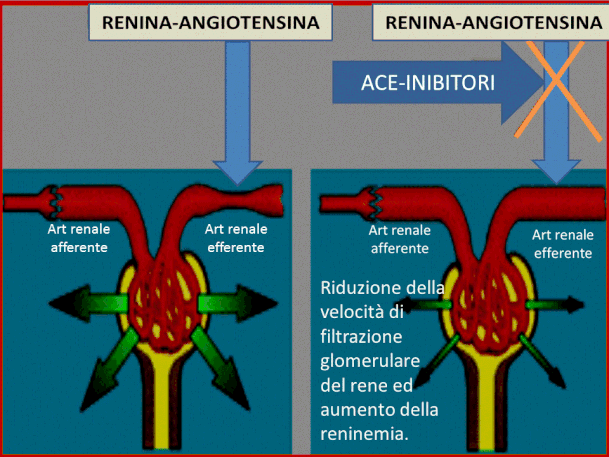 RENINA-ANGIOTENSINA
RENINA-ANGIOTENSINA
ACE-INIBITORI
Art renale
afferente
Art renale
efferente
Art renale
afferente
Art renale
efferente
Riduzione della
velocità di
filtrazione
glomerulare
del rene ed
aumento della
reninemia.